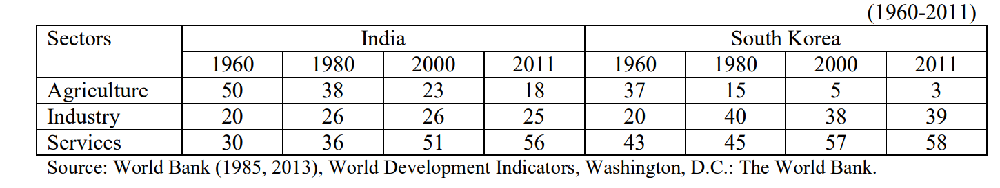 (1960-2011)
Sectors India South Korea
1960 1980 2000 2011 1960 1980 2000 2011
Agriculture 50 38 23 18 37 15 5 3
Industry 20 26 26 25 20 40 38 39
Services 30 36 51 56 43 45 57 58
Source: World Bank (1985, 2013), World Development Indicators, Washington, D.C.: The World Bank.